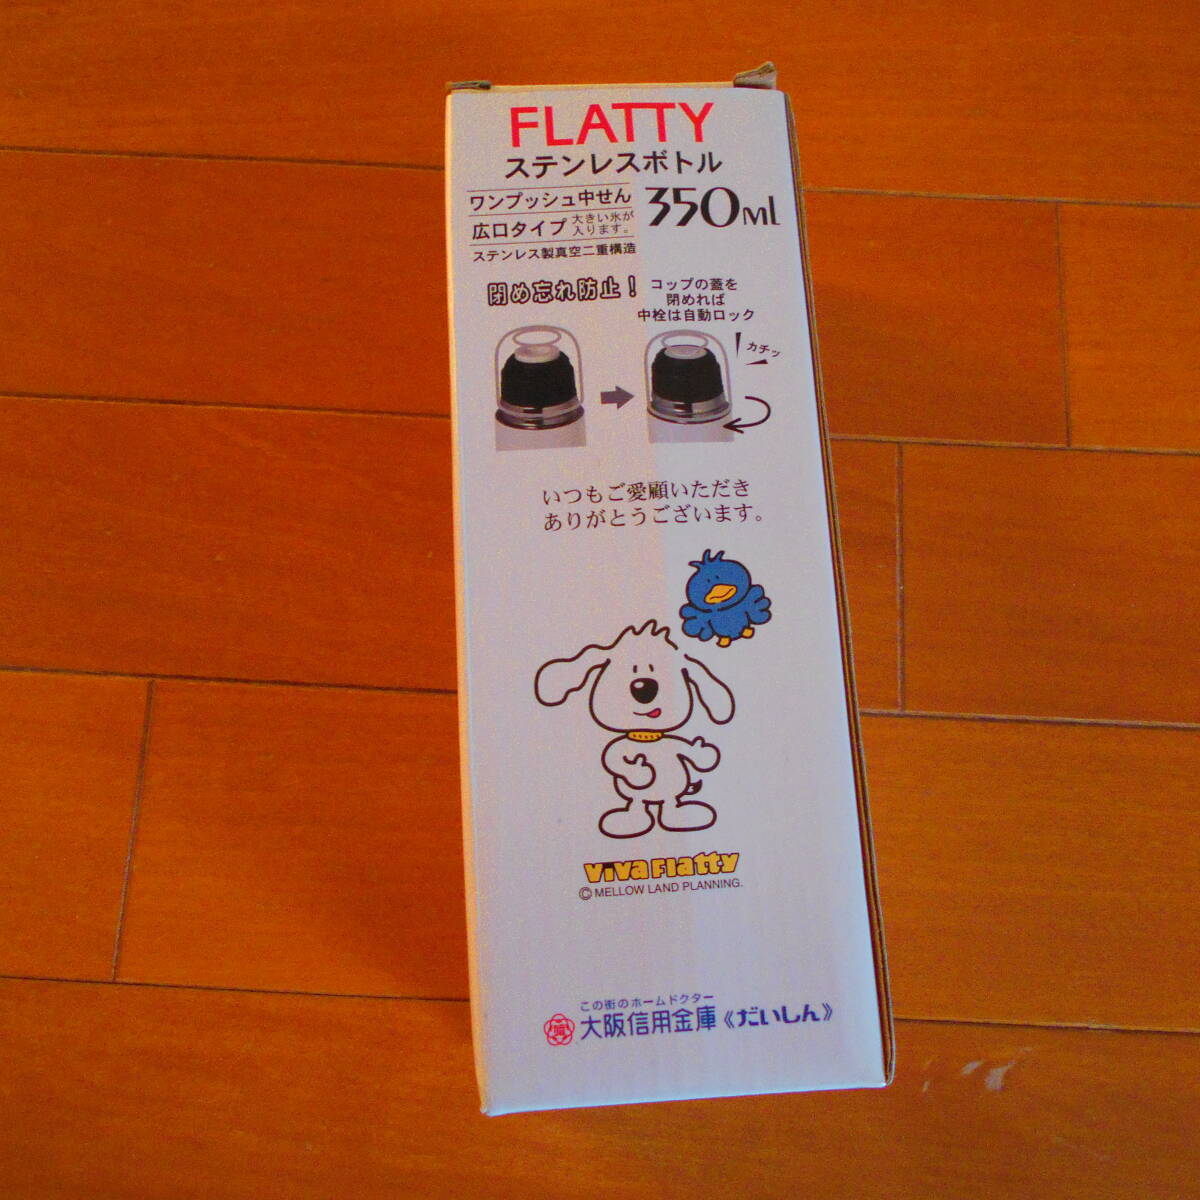 FLATTY
ステンレスボトル
ワンプッシュ中せん
広口タイプ 大きい氷が入ります。
ステンレス製真空二重構造
350ML
閉め忘れ防止！
コップの蓋を
閉めれば
中栓は自動ロック
カチッ
いつもご愛顧いただき
ありがとうございます。
ViVa Flatty
© MELLOW LAND PLANNING.
この街のホームドクター
大阪信用金庫《だいしん》